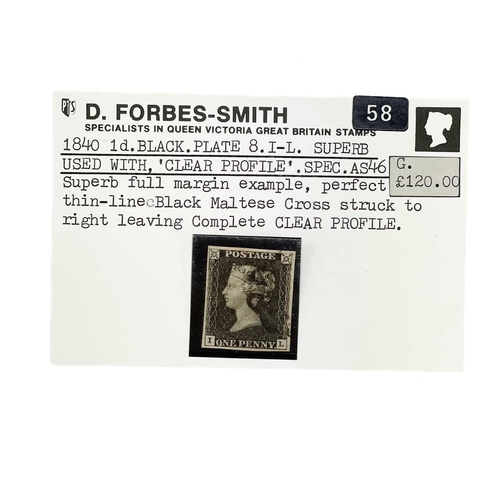 PTS
D. FORBES-SMITH
58
SPECIALISTS IN QUEEN VICTORIA GREAT BRITAIN STAMPS
1840 1d.BLACK.PLATE 8.I-L. SUPERB
USED WITH,'CLEAR PROFILE'.SPEC.AS46
G.
£120.00
Superb full margin example, perfect
thin-linecBlack Maltese Cross struck to
right leaving Complete CLEAR PROFILE.
POSTAGE
I ONE PENNY L